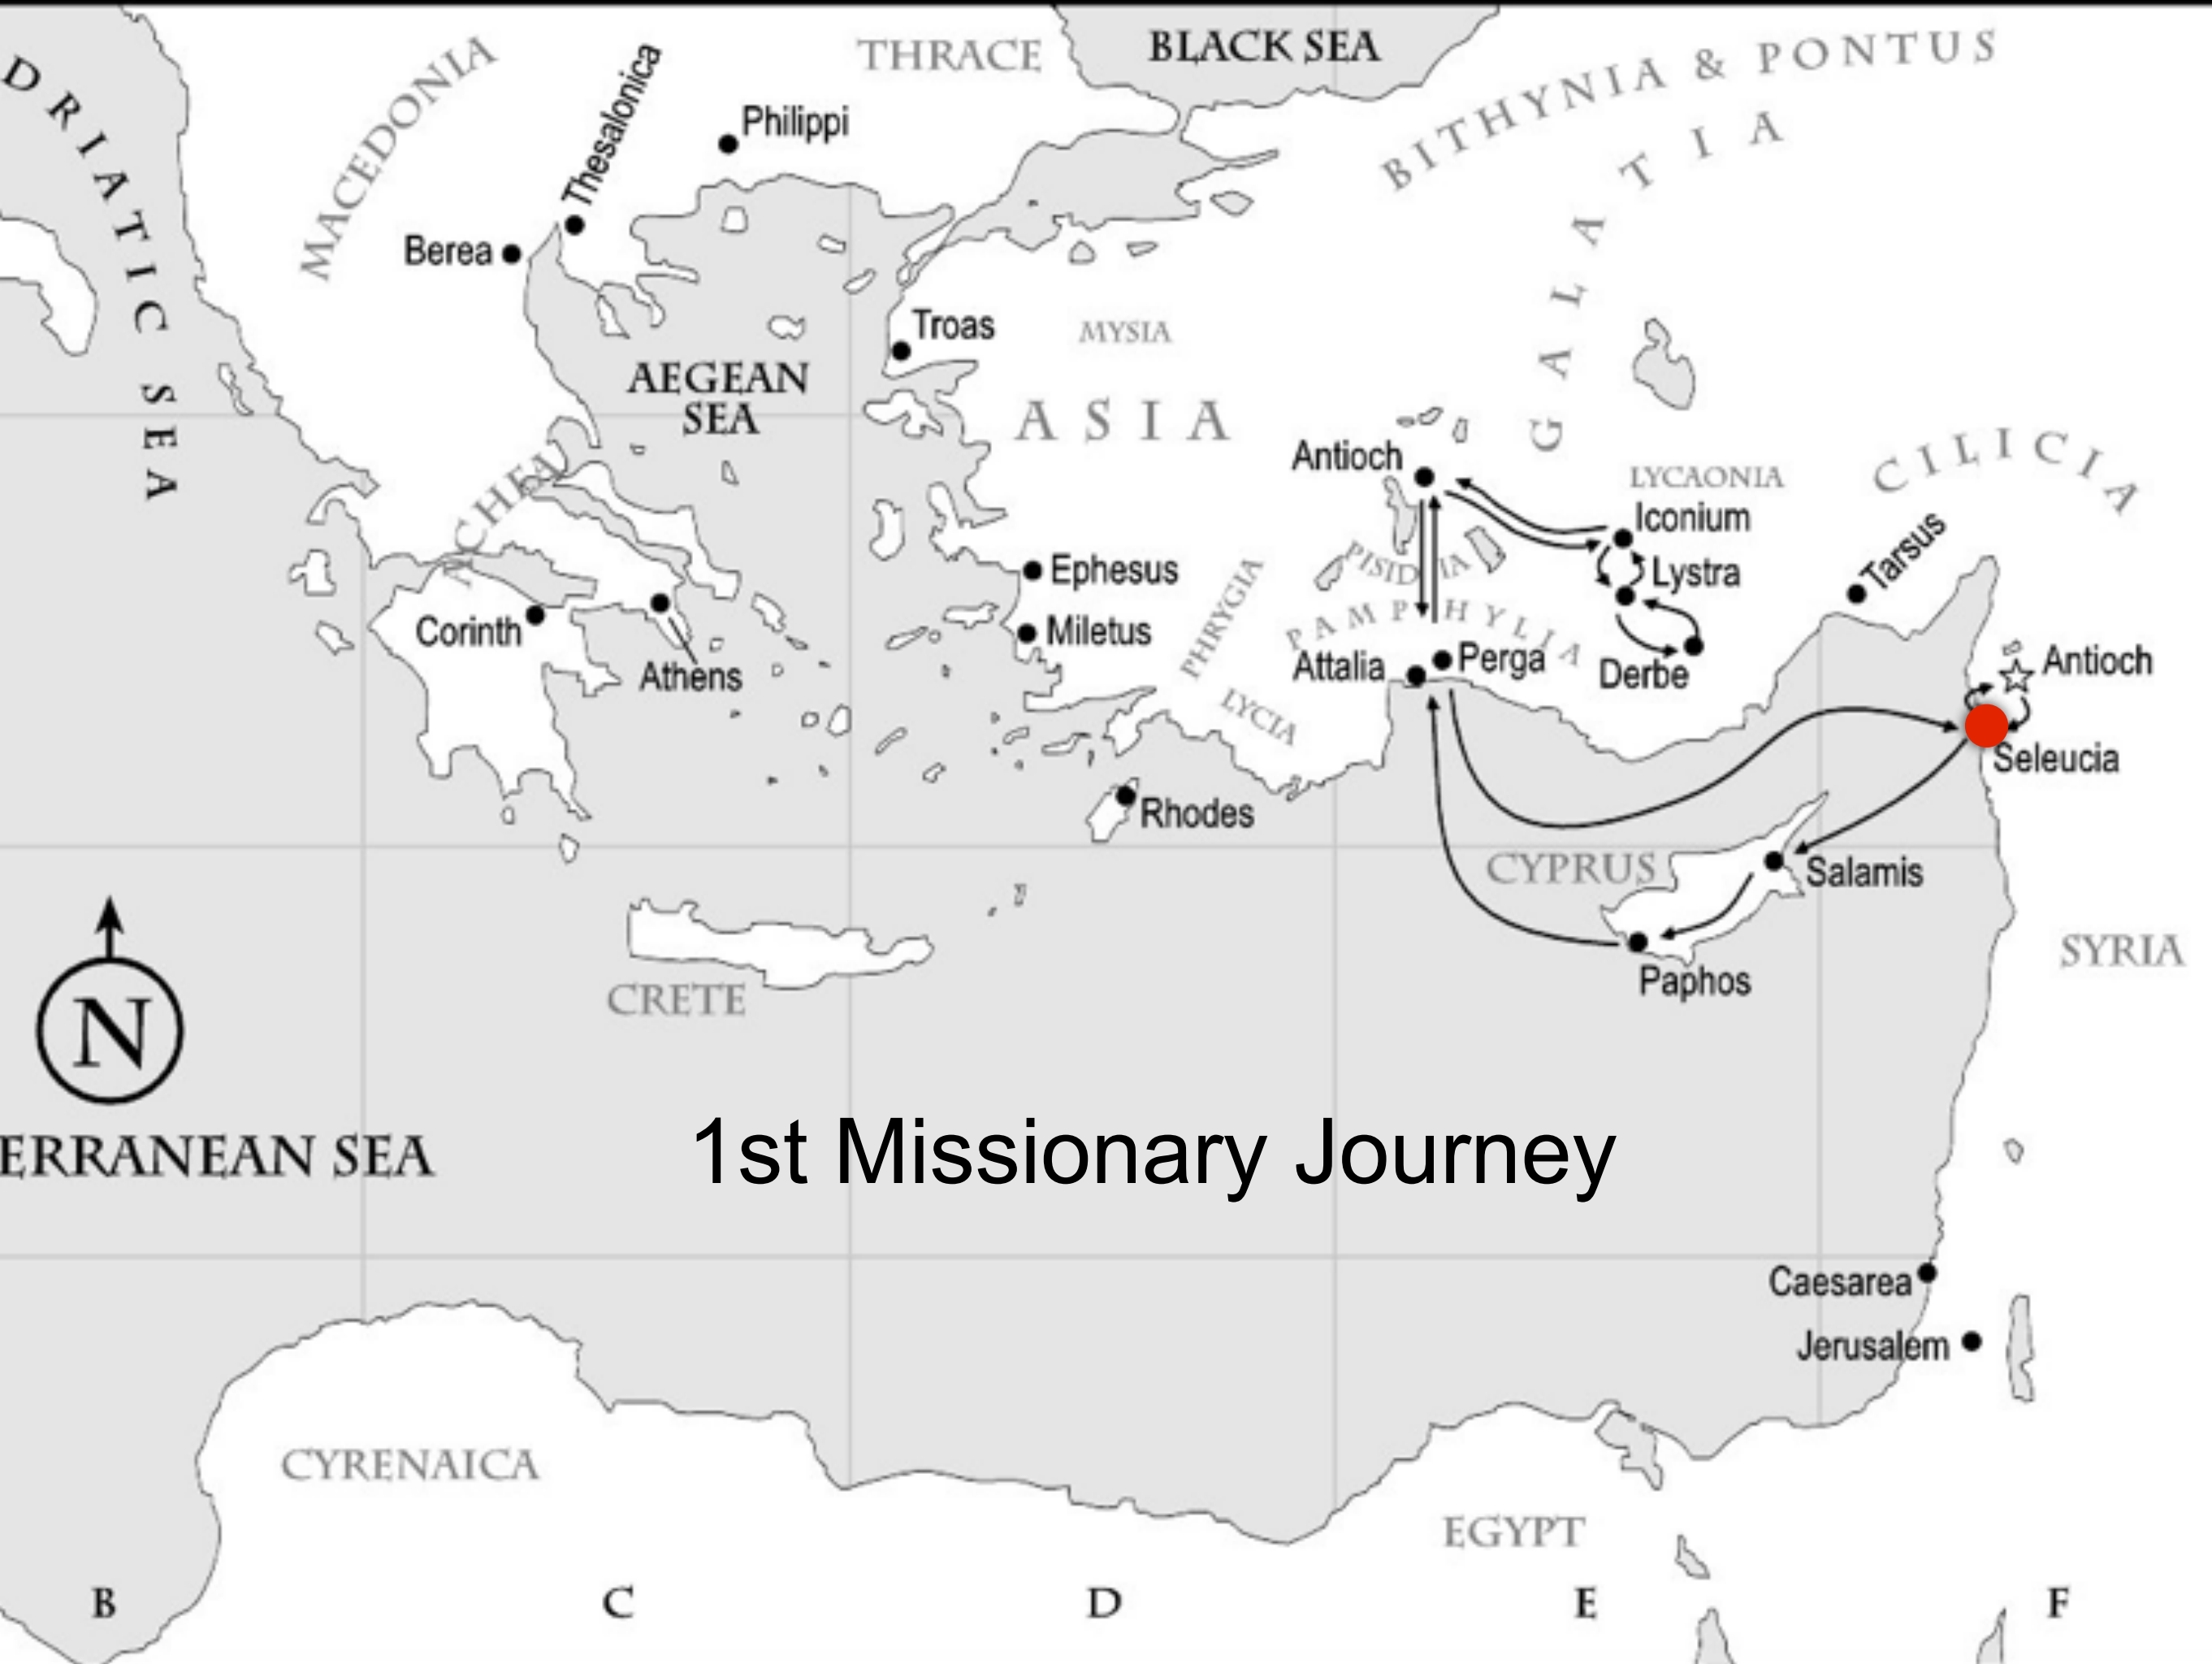 BLACK SEA
THRACE
BITHYNIA & PONTUS
MACEDONIA
Thesalonica
Philippi
GALATIA
DRIATIC SEA
Berea
Troas
MYSIA
AEGEAN
SEA
ASIA
Antioch
LYCAONIA
CILICIA
ACHEA
Iconium
Tarsus
PISIDIA
Lystra
Ephesus
PHRYGIA
PAMPHYLIA
Corinth
Miletus
Athens
Attalia
Perga
Derbe
Antioch
LYCIA
Seleucia
Rhodes
CYPRUS
Salamis
SYRIA
Paphos
CRETE
N
ERRANEAN SEA
1st Missionary Journey
Caesarea
Jerusalem
CYRENAICA
EGYPT
B C D E F